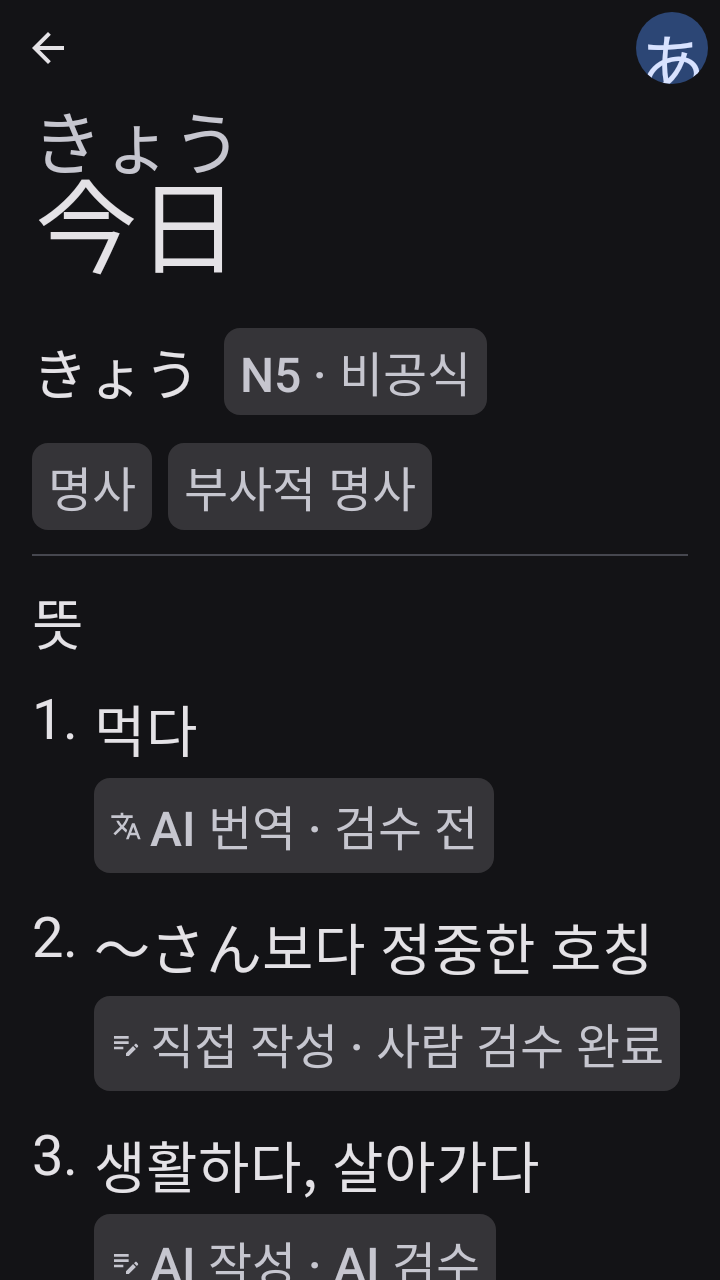 あ
きょう
今日
きょう N5 · 비공식
명사 부사적 명사
뜻
1. 먹다
AI 번역 · 검수 전
2. ～さん보다 정중한 호칭
직접 작성 · 사람 검수 완료
3. 생활하다, 살아가다
AI 작성 · AI 검수